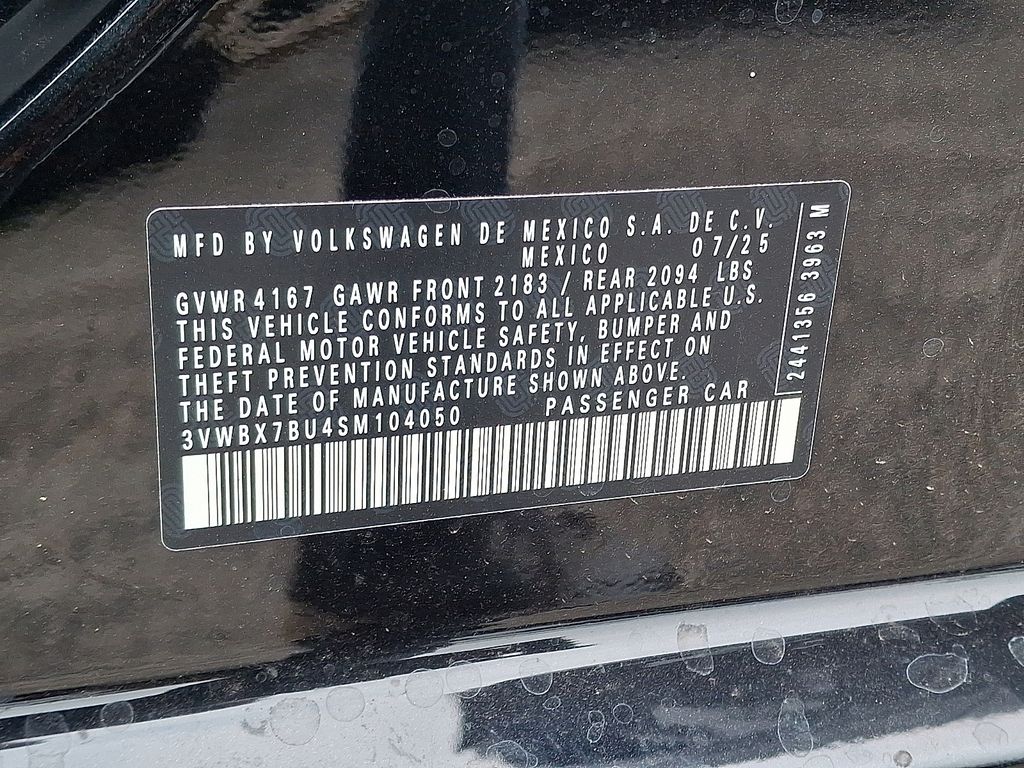 MFD BY VOLKSWAGEN DE MEXICO S.A. DE C.V.
MEXICO 07/25
GVWR 4167 GAWR FRONT 2183 / REAR 2094 LBS
THIS VEHICLE CONFORMS TO ALL APPLICABLE U.S.
FEDERAL MOTOR VEHICLE SAFETY, BUMPER AND
THEFT PREVENTION STANDARDS IN EFFECT ON
THE DATE OF MANUFACTURE SHOWN ABOVE.
3VWBX7BU4SM104050 PASSENGER CAR
2441356 3963 M